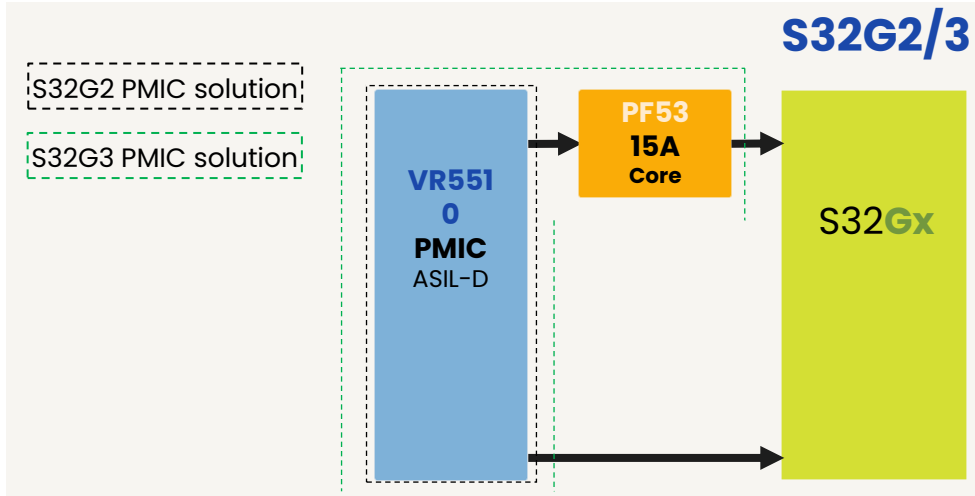 S32G2/3
S32G2 PMIC solution
S32G3 PMIC solution
VR551
0
PMIC
ASIL-D
PF53
15A
Core
S32Gx